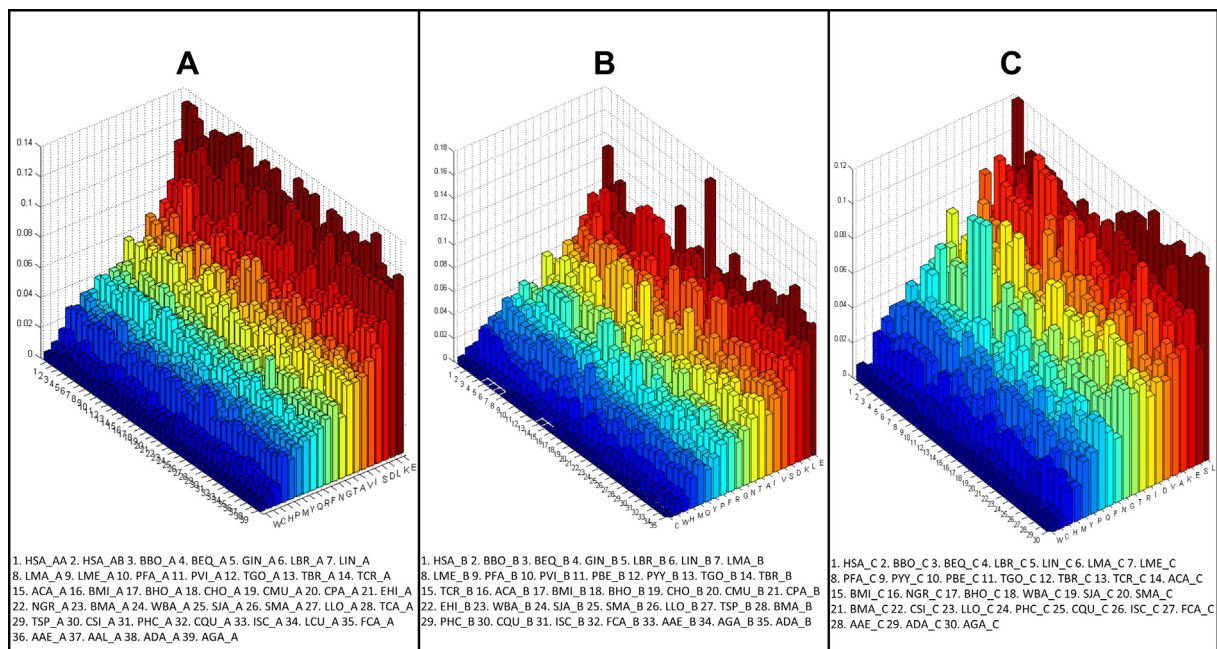 A
B
C
0.14
0.12
0.1
0.08
0.06
0.04
0.02
0
W C H P M Y Q R F N G T A V I S D L K E
0.18
0.16
0.14
0.12
0.1
0.08
0.06
0.04
0.02
0
C W H M Q Y P F R G N T A I V S D K L E
0.12
0.1
0.08
0.06
0.04
0.02
0
W C H M Y P Q F N G T R I D V A K E S L
1. HSA_AA 2. HSA_AB 3. BBO_A 4. BEQ_A 5. GIN_A 6. LBR_A 7. LIN_A
8. LMA_A 9. LME_A 10. PFA_A 11. PVI_A 12. TGO_A 13. TBR_A 14. TCR_A
15. ACA_A 16. BMI_A 17. BHO_A 18. CHO_A 19. CMU_A 20. CPA_A 21. EHI_A
22. NGR_A 23. BMA_A 24. WBA_A 25. SJA_A 26. SMA_A 27. LLO_A 28. TCA_A
29. TSP_A 30. CSI_A 31. PHC_A 32. CQU_A 33. ISC_A 34. LCU_A 35. FCA_A
36. AAE_A 37. AAL_A 38. ADA_A 39. AGA_A
1. HSA_B 2. BBO_B 3. BEQ_B 4. GIN_B 5. LBR_B 6. LIN_B 7. LMA_B
8. LME_B 9. PFA_B 10. PVI_B 11. PBE_B 12. PYY_B 13. TGO_B 14. TBR_B
15. TCR_B 16. ACA_B 17. BMI_B 18. BHO_B 19. CHO_B 20. CMU_B 21. CPA_B
22. EHI_B 23. WBA_B 24. SJA_B 25. SMA_B 26. LLO_B 27. TSP_B 28. BMA_B
29. PHC_B 30. CQU_B 31. ISC_B 32. FCA_B 33. AAE_B 34. AGA_B 35. ADA_B
1. HSA_C 2. BBO_C 3. BEQ_C 4. LBR_C 5. LIN_C 6. LMA_C 7. LME_C
8. PFA_C 9. PYY_C 10. PBE_C 11. TGO_C 12. TBR_C 13. TCR_C 14. ACA_C
15. BMI_C 16. NGR_C 17. BHO_C 18. WBA_C 19. SJA_C 20. SMA_C
21. BMA_C 22. CSI_C 23. LLO_C 24. PHC_C 25. CQU_C 26. ISC_C 27. FCA_C
28. AAE_C 29. ADA_C 30. AGA_C